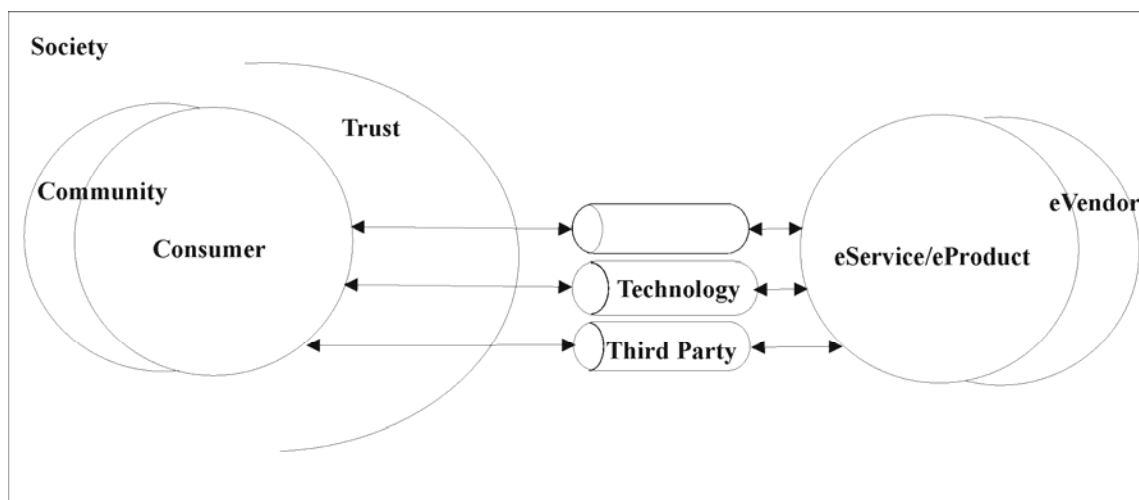 Society
Trust
Community
eVendor
Consumer
eService/eProduct
Technology
Third Party